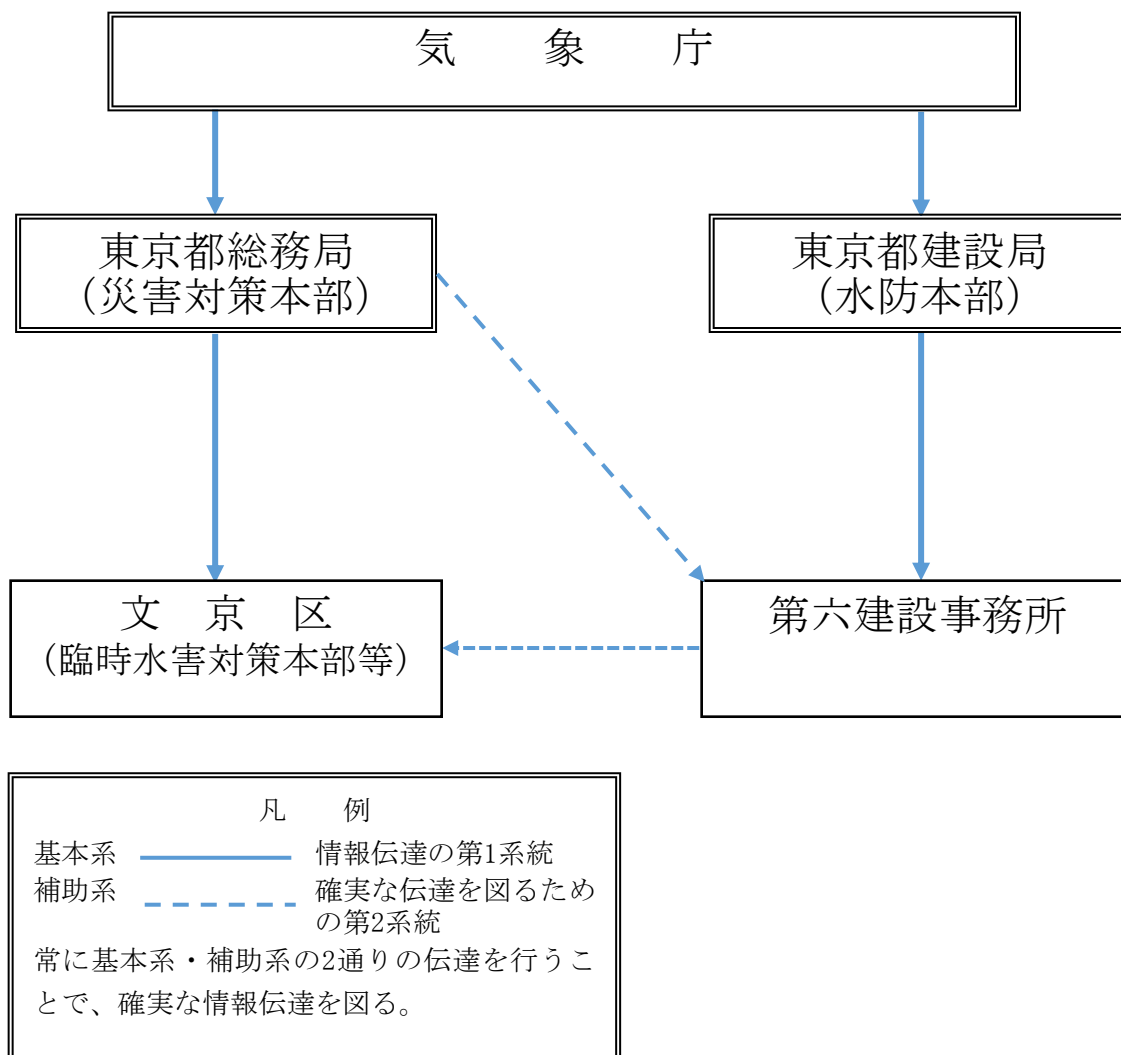 気　象　庁
東京都総務局
（災害対策本部）
東京都建設局
（水防本部）
文　京　区
（臨時水害対策本部等）
第六建設事務所
凡　例
基本系　情報伝達の第1系統
補助系　確実な伝達を図るため
の第2系統
常に基本系・補助系の2通りの伝達を行うこ
とで、確実な情報伝達を図る。